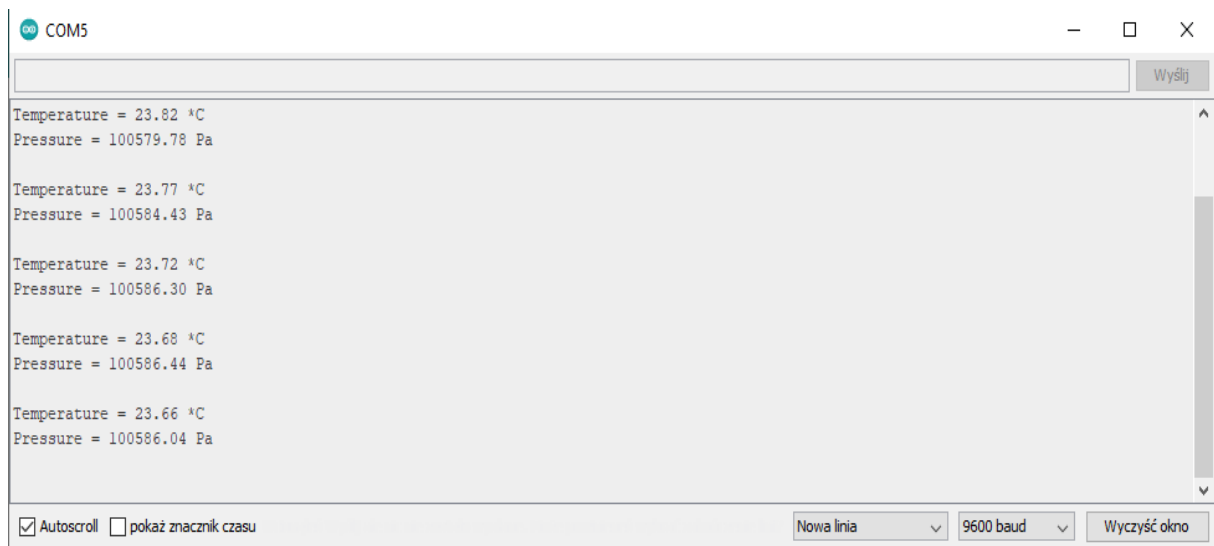 COM5
Wyślij
Temperature = 23.82 *C
Pressure = 100579.78 Pa
Temperature = 23.77 *C
Pressure = 100584.43 Pa
Temperature = 23.72 *C
Pressure = 100586.30 Pa
Temperature = 23.68 *C
Pressure = 100586.44 Pa
Temperature = 23.66 *C
Pressure = 100586.04 Pa
Autoscroll pokaż znacznik czasu Nowa linia 9600 baud Wyczyść okno